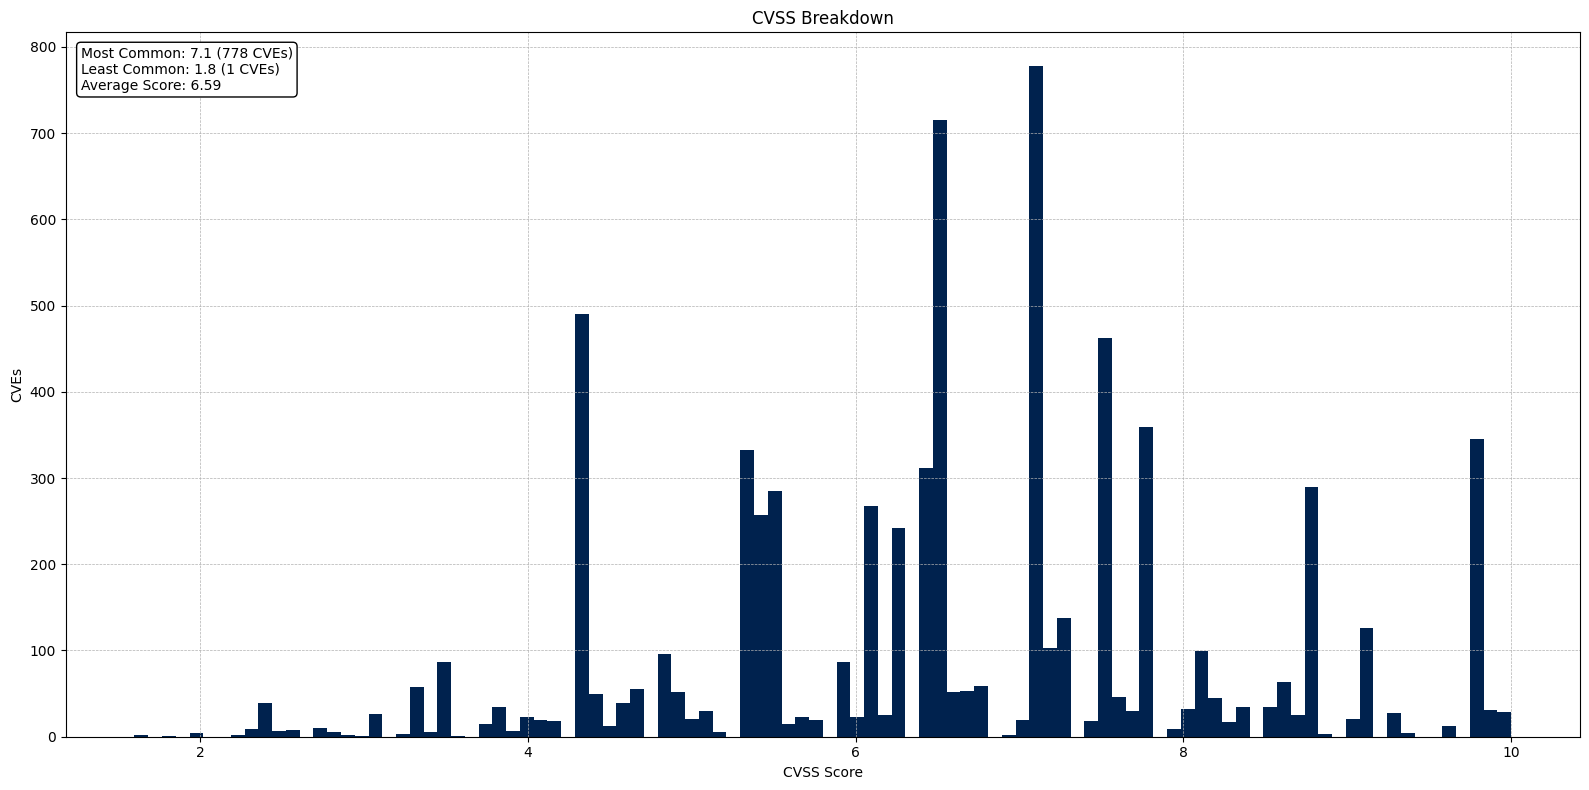 CVSS Breakdown
Most Common: 7.1 (778 CVEs)
Least Common: 1.8 (1 CVEs)
Average Score: 6.59
800
700
600
500
400
300
200
100
0
CVEs
2 4 6 8 10
CVSS Score